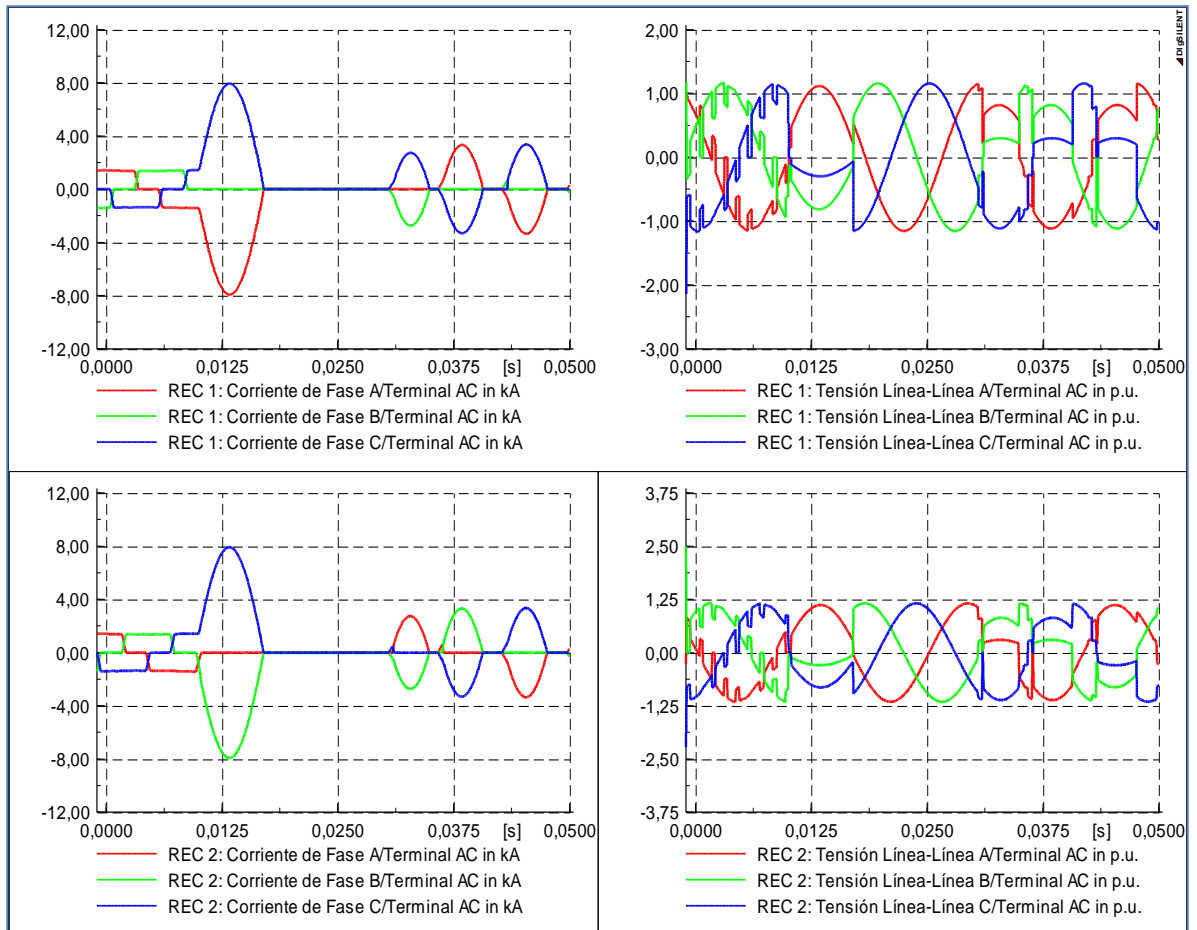 12,00
8,00
4,00
0,00
-4,00
-8,00
-12,00
0,0000 0,0125 0,0250 0,0375 [s] 0,0500
REC 1: Corriente de Fase A/Terminal AC in kA
REC 1: Corriente de Fase B/Terminal AC in kA
REC 1: Corriente de Fase C/Terminal AC in kA
2,00
1,00
0,00
-1,00
-2,00
-3,00
0,0000 0,0125 0,0250 0,0375 [s] 0,0500
REC 1: Tensión Línea-Línea A/Terminal AC in p.u.
REC 1: Tensión Línea-Línea B/Terminal AC in p.u.
REC 1: Tensión Línea-Línea C/Terminal AC in p.u.
DIgSILENT
12,00
8,00
4,00
0,00
-4,00
-8,00
-12,00
0,0000 0,0125 0,0250 0,0375 [s] 0,0500
REC 2: Corriente de Fase A/Terminal AC in kA
REC 2: Corriente de Fase B/Terminal AC in kA
REC 2: Corriente de Fase C/Terminal AC in kA
3,75
2,50
1,25
0,00
-1,25
-2,50
-3,75
0,0000 0,0125 0,0250 0,0375 [s] 0,0500
REC 2: Tensión Línea-Línea A/Terminal AC in p.u.
REC 2: Tensión Línea-Línea B/Terminal AC in p.u.
REC 2: Tensión Línea-Línea C/Terminal AC in p.u.